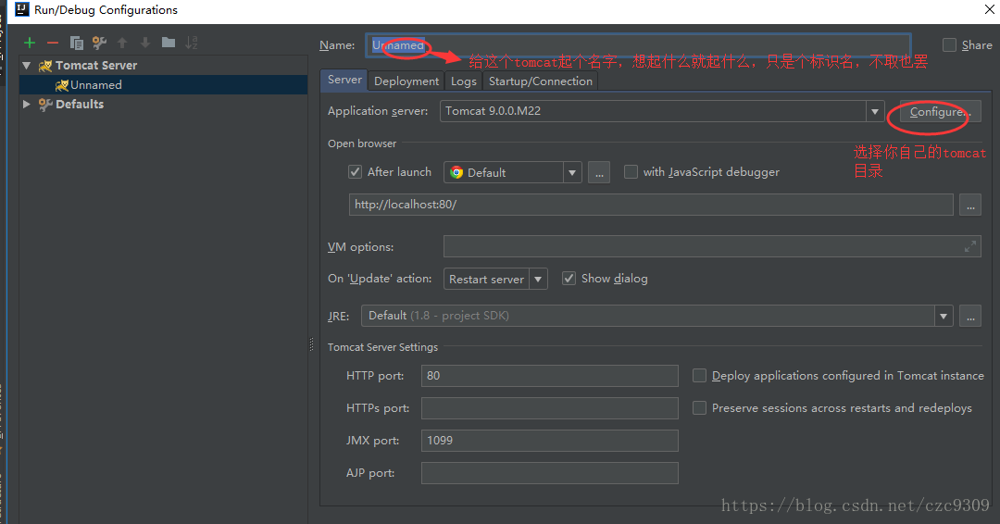 Run/Debug Configurations
Name: Unnamed Share
给这个tomcat起个名字，想起什么就起什么，只是个标识名，不取也罢
Tomcat Server
Unnamed
Defaults
Server Deployment Logs Startup/Connection
Application server: Tomcat 9.0.0.M22 Configure...
选择你自己的tomcat
目录
Open browser
After launch Default ... with JavaScript debugger
http://localhost:80/ ...
VM options:
On 'Update' action: Restart server Show dialog
JRE: Default (1.8 - project SDK) ...
Tomcat Server Settings
HTTP port: 80 Deploy applications configured in Tomcat instance
HTTPs port: Preserve sessions across restarts and redeploys
JMX port: 1099
AJP port:
https://blog.csdn.net/czc9309